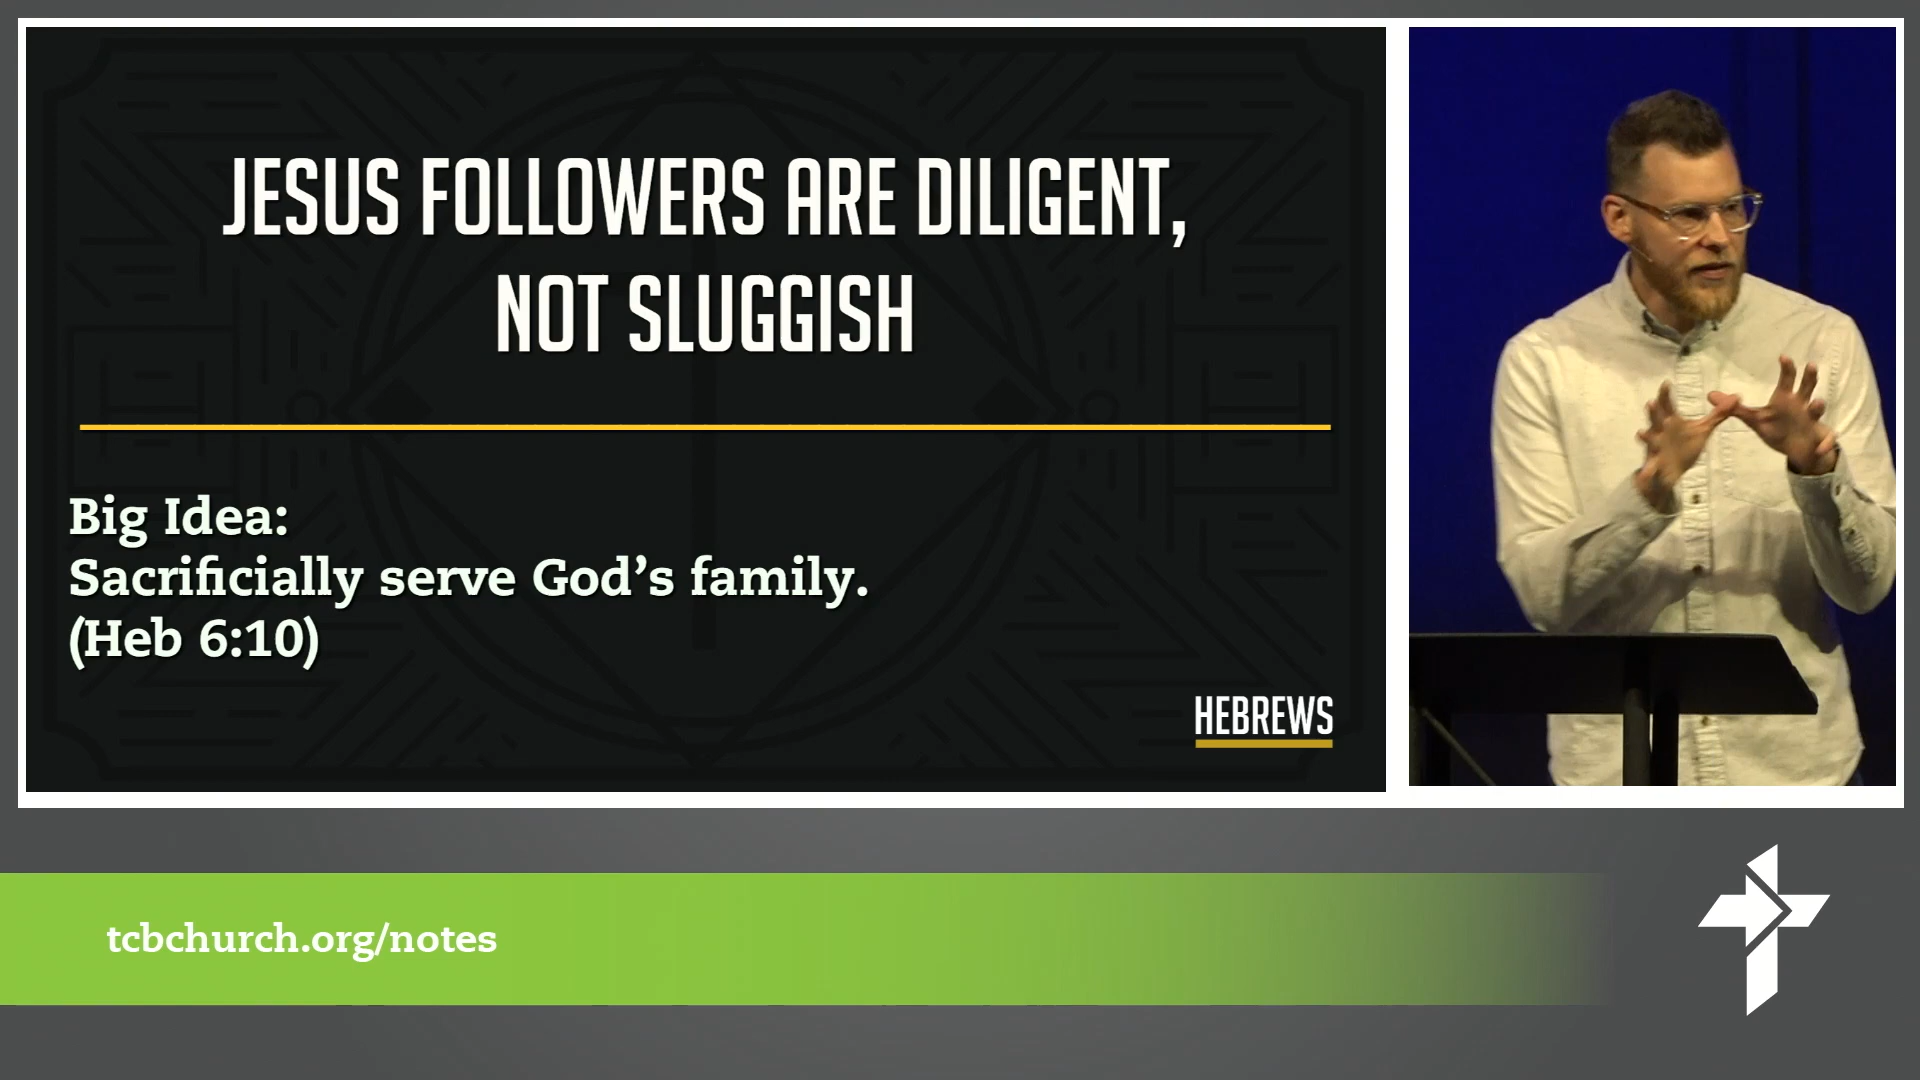 JESUS FOLLOWERS ARE DILIGENT,
NOT SLUGGISH
Big Idea:
Sacrificially serve God’s family.
(Heb 6:10)
HEBREWS
tcbchurch.org/notes